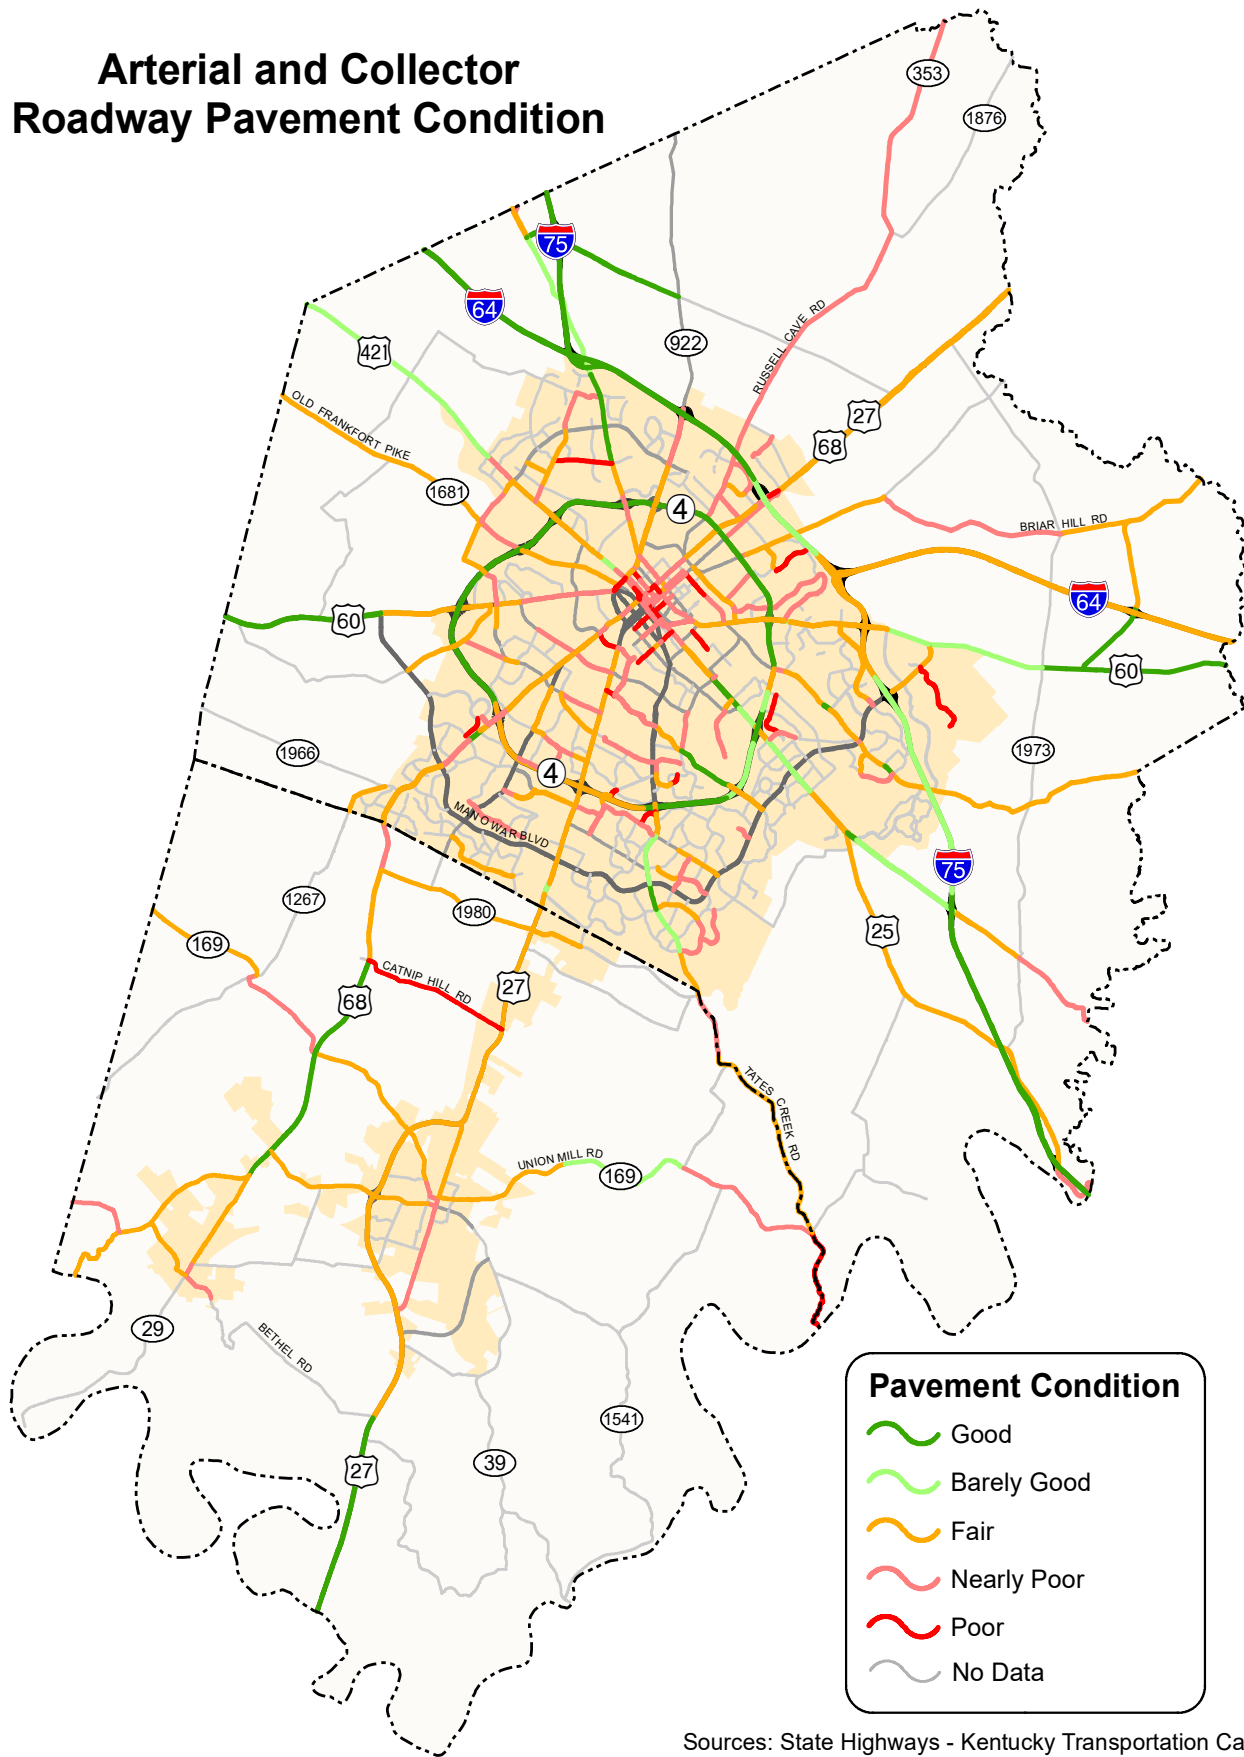 Arterial and Collector
Roadway Pavement Condition
353
1876
75
64
922
421
RUSSELL CAVE RD
OLD FRANKFORT PIKE
27
68
1681
4
BRIAR HILL RD
64
60
60
1966
1973
4
MAN O WAR BLVD
75
1267
1980
169
25
CATNIP HILL RD
27
68
TATES CREEK RD
UNION MILL RD
169
29
BETHEL RD
1541
39
27
Pavement Condition
Good
Barely Good
Fair
Nearly Poor
Poor
No Data
Sources: State Highways - Kentucky Transportation Ca